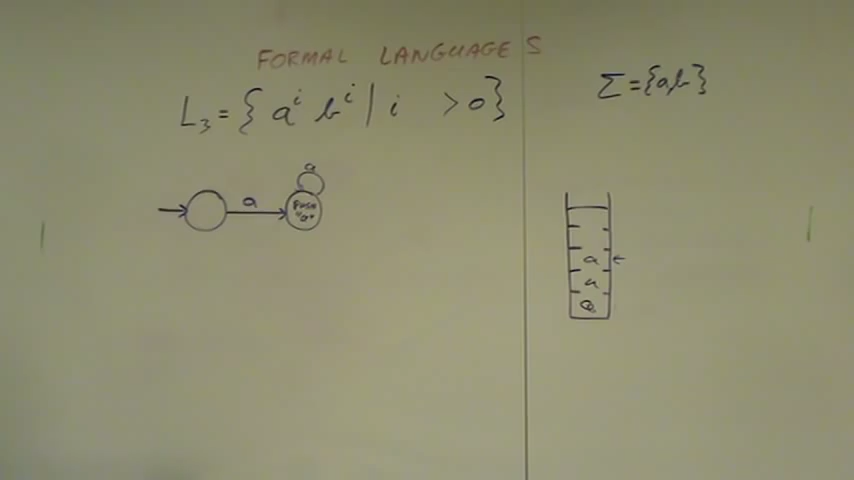 FORMAL LANGUAGES
L₃ = { aⁱ bⁱ | i > 0 }
Σ = {a,b}
a
a
PUSH
"a"
a
a
a